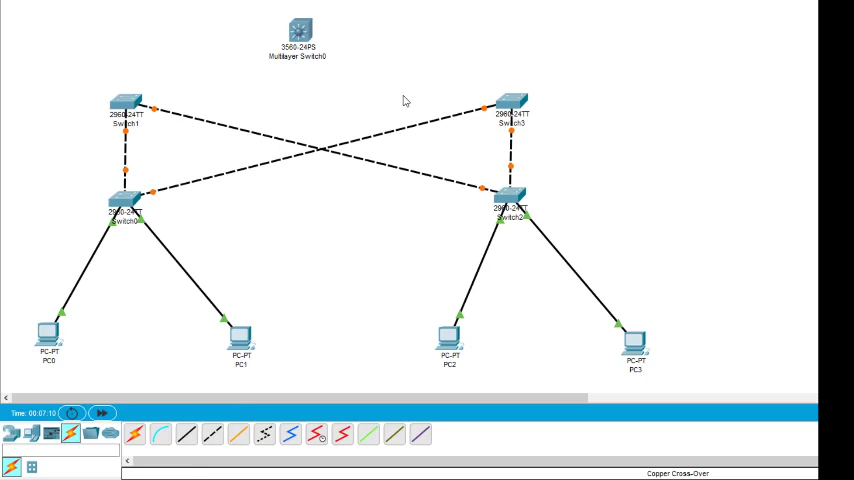 3560-24PS
Multilayer Switch0
2960-24TT
Switch1
2960-24TT
Switch3
2960-24TT
Switch0
2960-24TT
Switch2
PC-PT
PC0
PC-PT
PC1
PC-PT
PC2
PC-PT
PC3
Time: 00:07:10
Copper Cross-Over